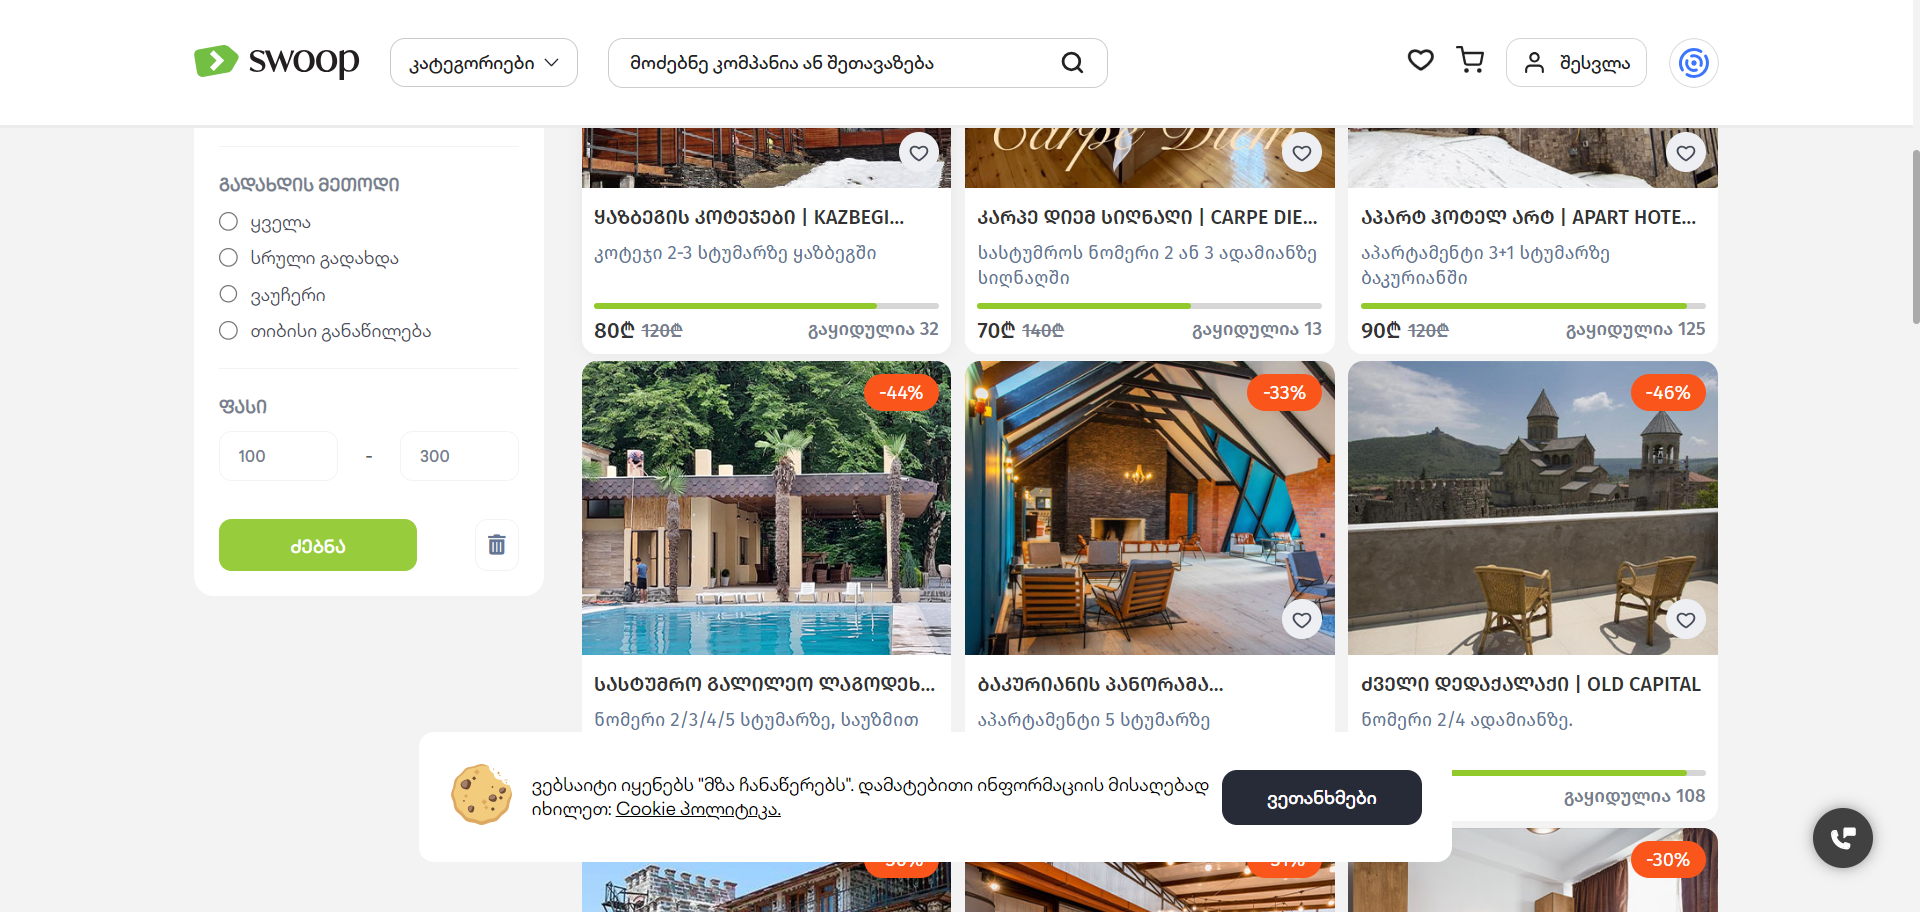 swoop
კატეგორიები
მოძებნე კომპანია ან შეთავაზება
შესვლა
გადახდის მეთოდი
ყველა
სრული გადახდა
ვაუჩერი
თიბისი განაწილება
ფასი
100 - 300
ძებნა
Carpe Diem
ყაზბეგის კოტეჯები | KAZBEGI...
კოტეჯი 2-3 სტუმარზე ყაზბეგში
80₾ 120₾ გაყიდულია 32
კარპე დიემ სიღნაღი | CARPE DIE...
სასტუმროს ნომერი 2 ან 3 ადამიანზე
სიღნაღში
70₾ 140₾ გაყიდულია 13
აპარტ ჰოტელ არტ | APART HOTE...
აპარტამენტი 3+1 სტუმარზე
ბაკურიანში
90₾ 120₾ გაყიდულია 125
-44%
სასტუმრო გალილეო ლაგოდეხ...
ნომერი 2/3/4/5 სტუმარზე, საუზმით
-33%
ბაკურიანის პანორამა...
აპარტამენტი 5 სტუმარზე
-46%
ძველი დედაქალაქი | OLD CAPITAL
ნომერი 2/4 ადამიანზე.
გაყიდულია 108
ვებსაიტი იყენებს "მზა ჩანაწერებს". დამატებითი ინფორმაციის მისაღებად
იხილეთ: Cookie პოლიტიკა.
ვეთანხმები
-30%